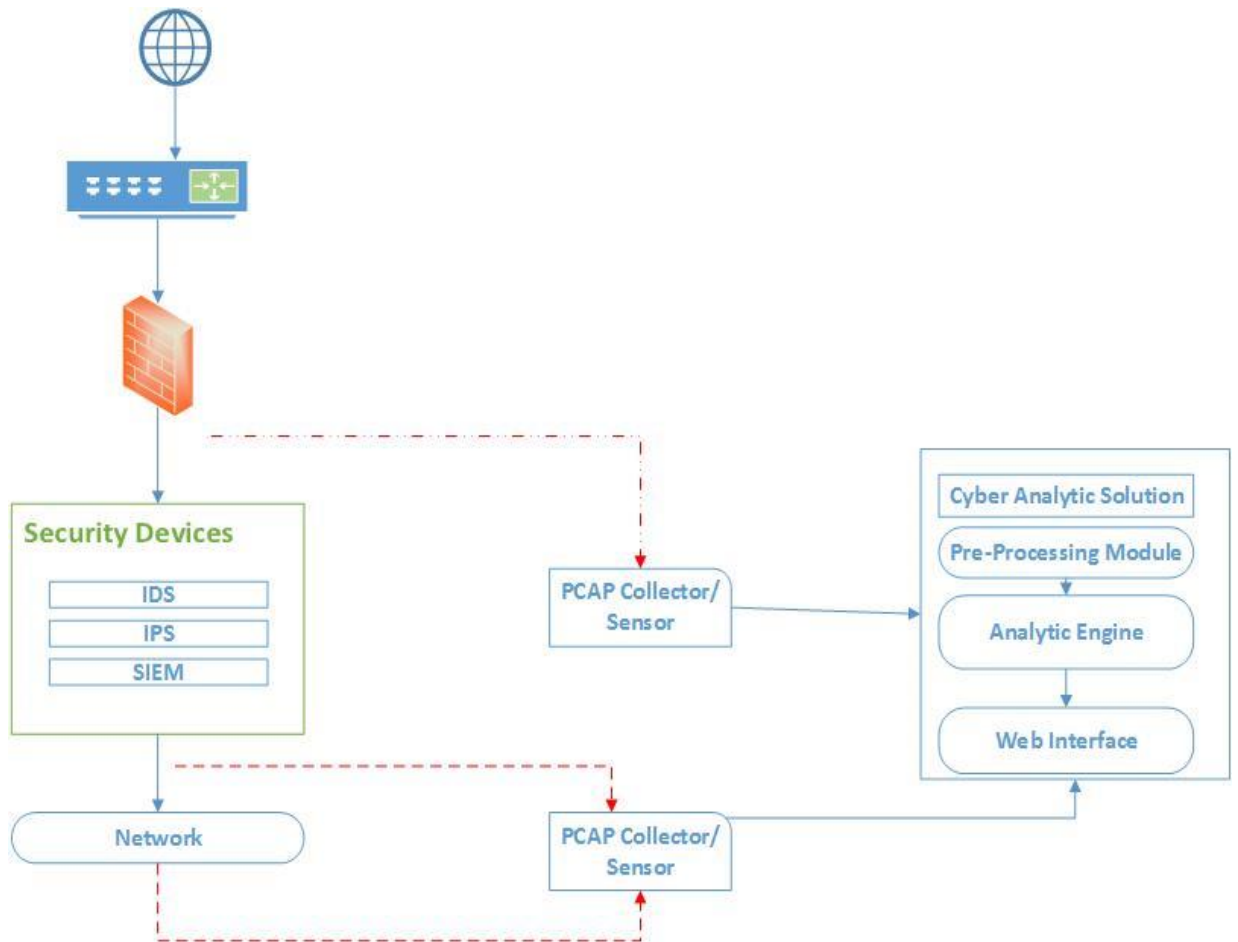 Security Devices
IDS
IPS
SIEM
Network
PCAP Collector/
Sensor
PCAP Collector/
Sensor
Cyber Analytic Solution
Pre-Processing Module
Analytic Engine
Web Interface